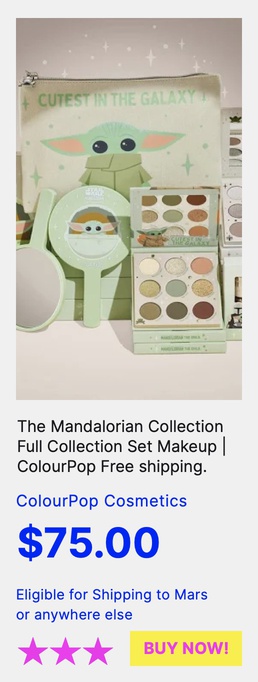 CUTEST IN THE GALAXY
The Mandalorian Collection
Full Collection Set Makeup |
ColourPop Free shipping.
ColourPop Cosmetics
$75.00
Eligible for Shipping to Mars
or anywhere else
BUY NOW!